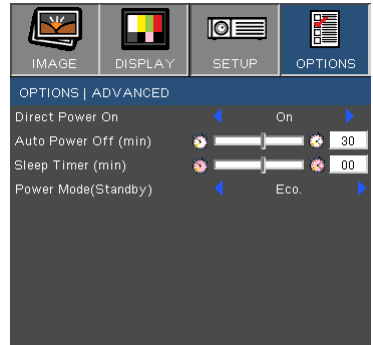 IMAGE DISPLAY SETUP OPTIONS
OPTIONS | ADVANCED
Direct Power On On
Auto Power Off (min) 30
Sleep Timer (min) 00
Power Mode(Standby) Eco.